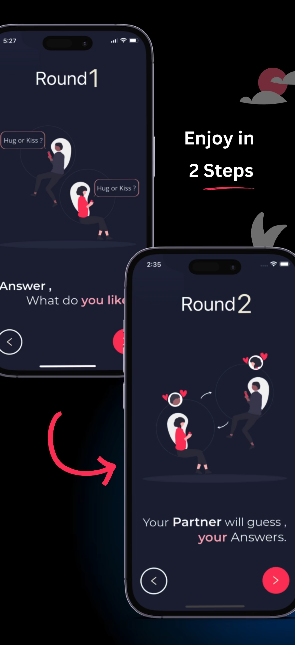 5:27
Round1
Enjoy in
2 Steps
Hug or Kiss ?
Hug or Kiss ?
Answer ,
What do you like
2:35
Round2
Your Partner will guess ,
your Answers.